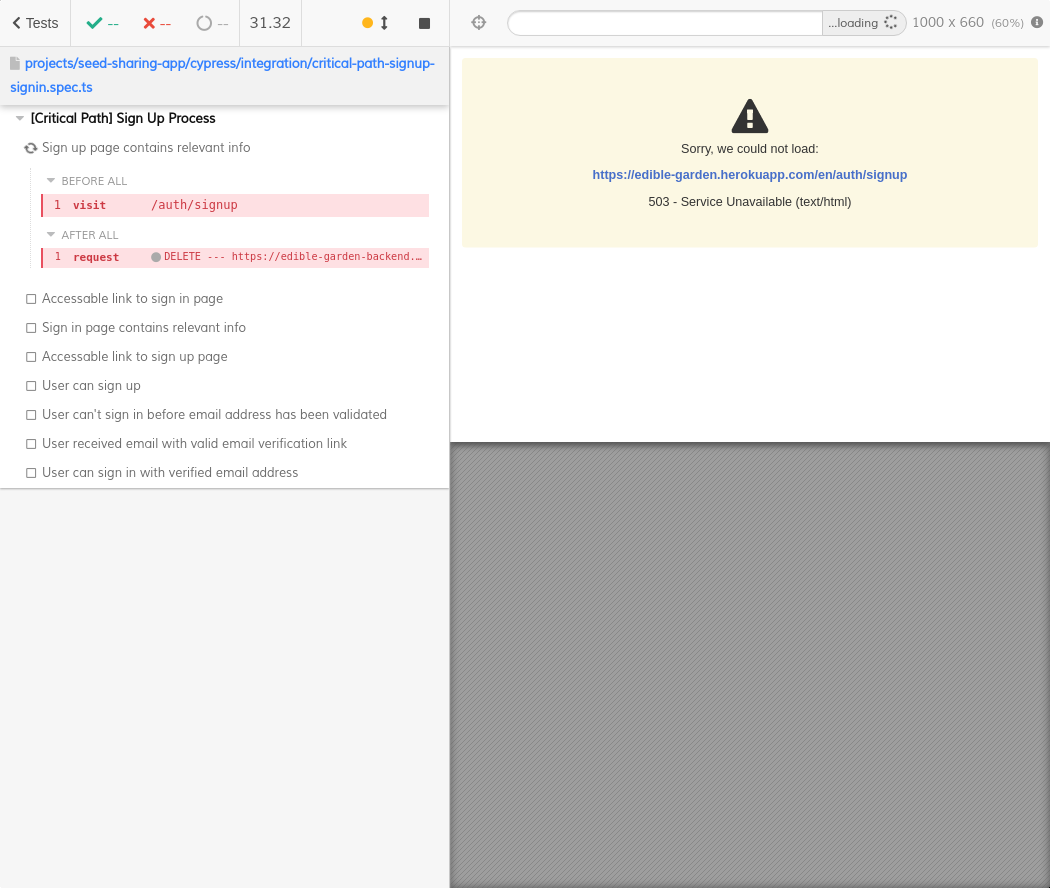 Tests -- -- -- 31.32
...loading 1000 x 660 (60%)
projects/seed-sharing-app/cypress/integration/critical-path-signup-
signin.spec.ts
[Critical Path] Sign Up Process
Sign up page contains relevant info
BEFORE ALL
1 visit /auth/signup
AFTER ALL
1 request DELETE --- https://edible-garden-backend.…
Accessable link to sign in page
Sign in page contains relevant info
Accessable link to sign up page
User can sign up
User can't sign in before email address has been validated
User received email with valid email verification link
User can sign in with verified email address
Sorry, we could not load:
https://edible-garden.herokuapp.com/en/auth/signup
503 - Service Unavailable (text/html)